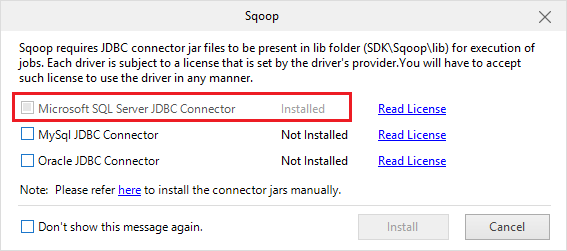 Sqoop
Sqoop requires JDBC connector jar files to be present in lib folder (SDK\Sqoop\lib) for execution of
jobs. Each driver is subject to a license that is set by the driver's provider.You will have to accept
such license to use the driver in any manner.
Microsoft SQL Server JDBC Connector Installed Read License
MySql JDBC Connector Not Installed Read License
Oracle JDBC Connector Not Installed Read License
Note: Please refer here to install the connector jars manually.
Don't show this message again. Install Cancel